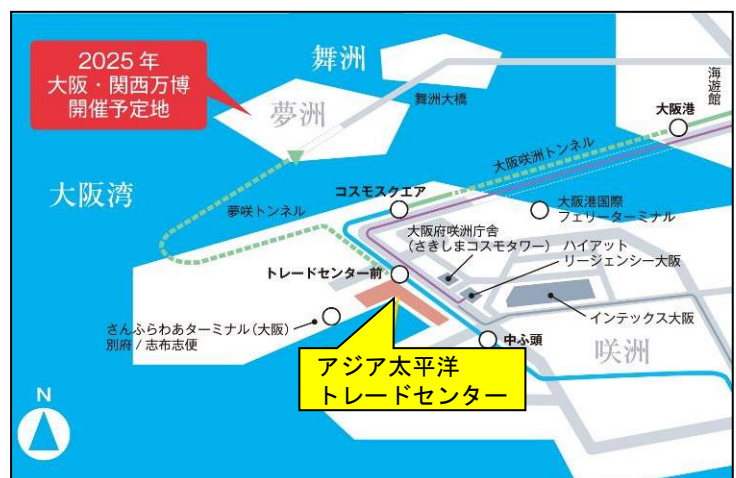 2025年
大阪・関西万博
開催予定地
舞洲
夢洲
舞洲大橋
海遊館
大阪港
大阪咲洲トンネル
大阪湾
夢咲トンネル
コスモスクエア
大阪港国際
フェリーターミナル
大阪府咲洲庁舎
(さきしまコスモタワー)
ハイアット
リージェンシー大阪
トレードセンター前
インテックス大阪
さんふらわあターミナル(大阪)
別府/志布志便
中ふ頭
咲洲
アジア太平洋
トレードセンター
N